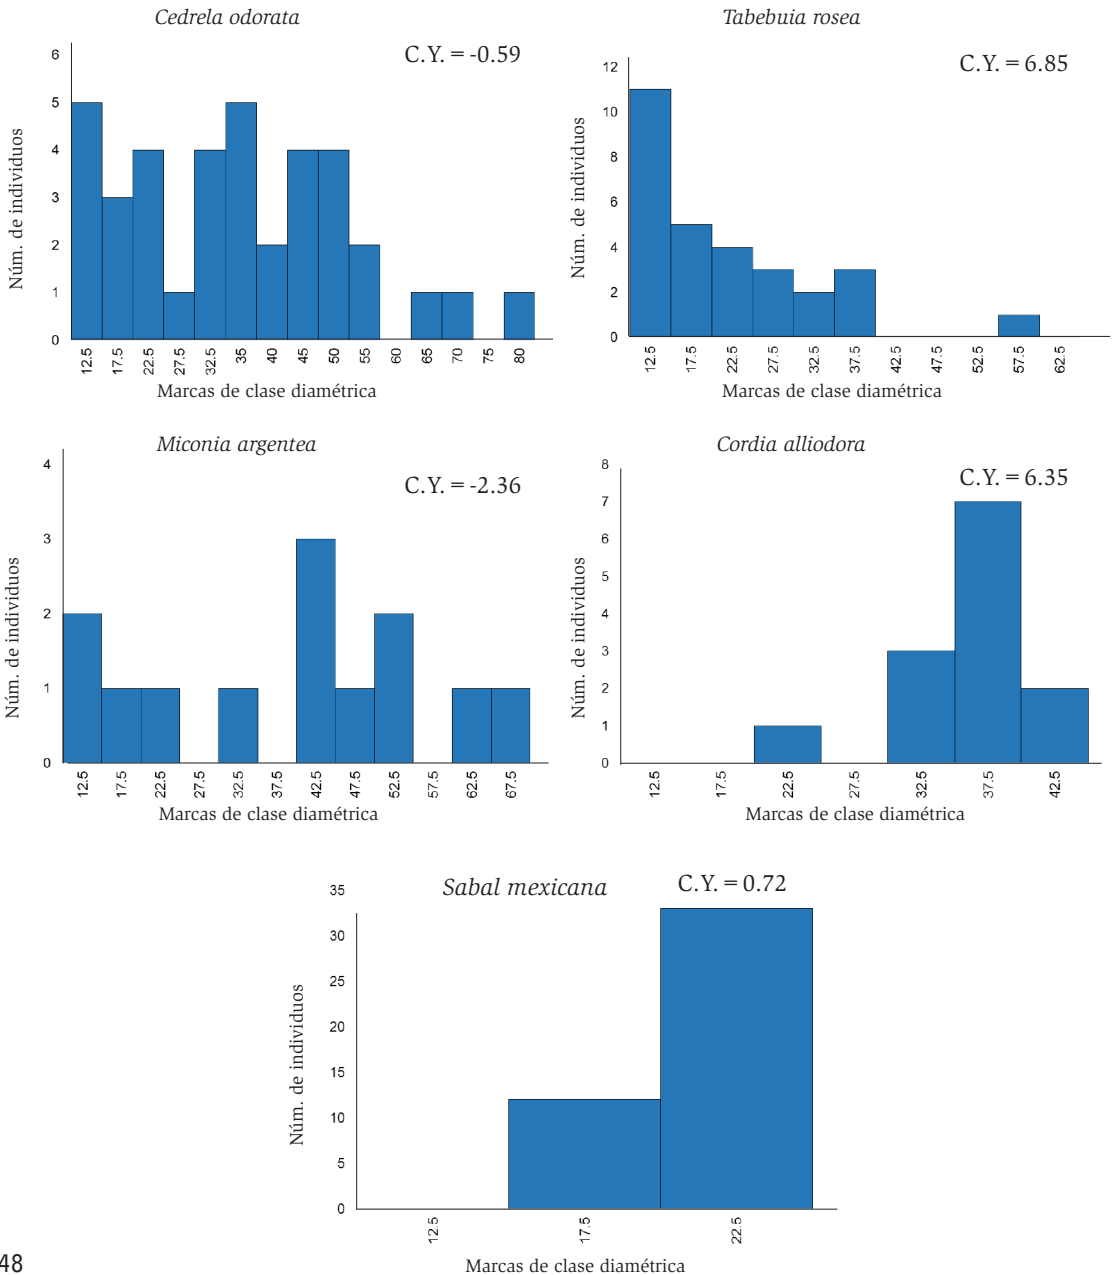 Cedrela odorata
C.Y. = -0.59
Núm. de individuos
6
5
4
3
2
1
0
12.5 17.5 22.5 27.5 32.5 35 40 45 50 55 60 65 70 75 80
Marcas de clase diamétrica
Tabebuia rosea
C.Y. = 6.85
Núm. de individuos
12
10
8
6
4
2
0
12.5 17.5 22.5 27.5 32.5 37.5 42.5 47.5 52.5 57.5 62.5
Marcas de clase diamétrica
Miconia argentea
C.Y. = -2.36
Núm. de individuos
4
3
2
1
0
12.5 17.5 22.5 27.5 32.5 37.5 42.5 47.5 52.5 57.5 62.5 67.5
Marcas de clase diamétrica
Cordia alliodora
C.Y. = 6.35
Núm. de individuos
8
7
6
5
4
3
2
1
0
12.5 17.5 22.5 27.5 32.5 37.5 42.5
Marcas de clase diamétrica
Sabal mexicana
C.Y. = 0.72
Núm. de individuos
35
30
25
20
15
10
5
0
12.5 17.5 22.5
Marcas de clase diamétrica
48